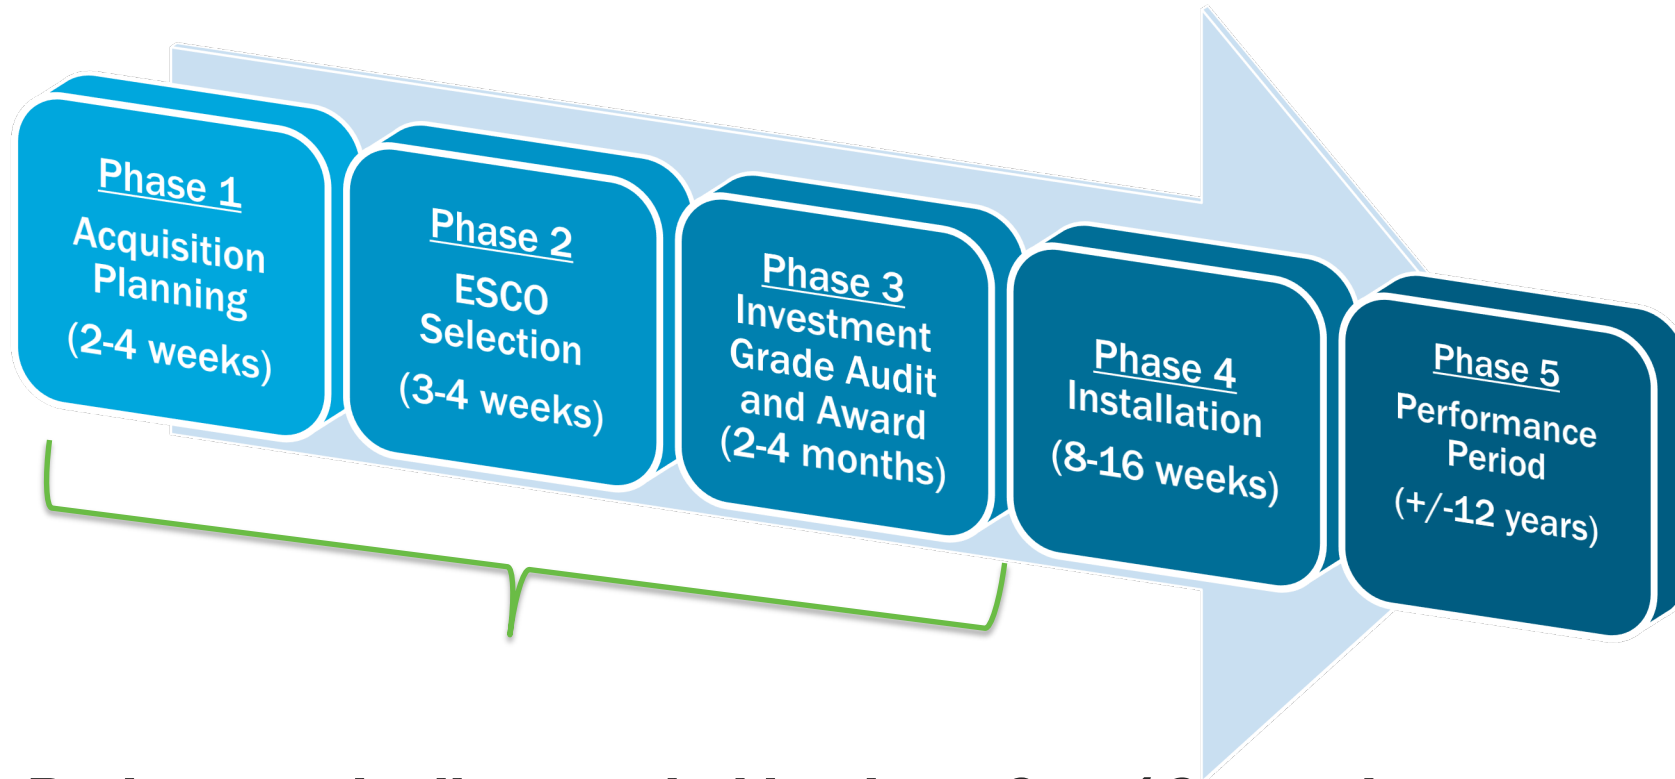 Phase 1
Acquisition
Planning
(2-4 weeks)
Phase 2
ESCO
Selection
(3-4 weeks)
Phase 3
Investment
Grade Audit
and Award
(2-4 months)
Phase 4
Installation
(8-16 weeks)
Phase 5
Performance
Period
(+/-12 years)